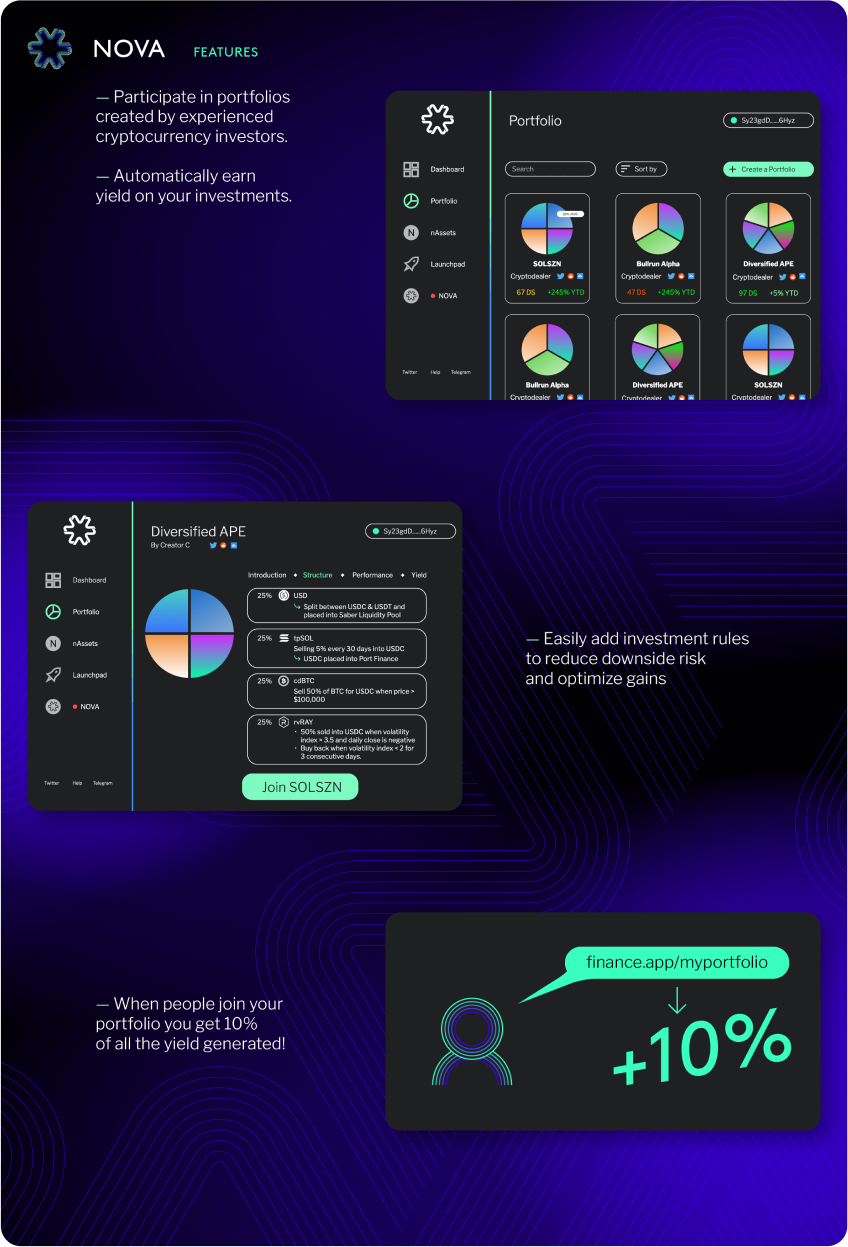 NOVA FEATURES
— Participate in portfolios
created by experienced
cryptocurrency investors.
— Automatically earn
yield on your investments.
Dashboard
Portfolio
nAssets
Launchpad
NOVA
Twitter Help Telegram
Portfolio
Sy23gdD.....6Hyz
Search
Sort by
+ Create a Portfolio
SOLSZN
Cryptodealer
67 DS +245% YTD
Bullrun Alpha
Cryptodealer
47 DS +245% YTD
Diversified APE
Cryptodealer
97 DS +5% YTD
Bullrun Alpha
Cryptodealer
Diversified APE
Cryptodealer
SOLSZN
Cryptodealer
Dashboard
Portfolio
N
nAssets
Launchpad
NOVA
Twitter Help Telegram
Diversified APE
By Creator C
Sy23gdD.....6Hyz
Introduction Structure Performance Yield
25% USD
Split between USDC & USDT and
placed into Saber Liquidity Pool
25% tpSOL
Selling 5% every 30 days into USDC
USDC placed into Port Finance
25% cdBTC
Sell 50% of BTC for USDC when price >
$100,000
25% rvRAY
• 50% sold into USDC when volatility
index > 3.5 and daily close is negative
• Buy back when volatility index < 2 for
3 consecutive days.
Join SOLSZN
— Easily add investment rules
to reduce downside risk
and optimize gains
— When people join your
portfolio you get 10%
of all the yield generated!
finance.app/myportfolio
+10%